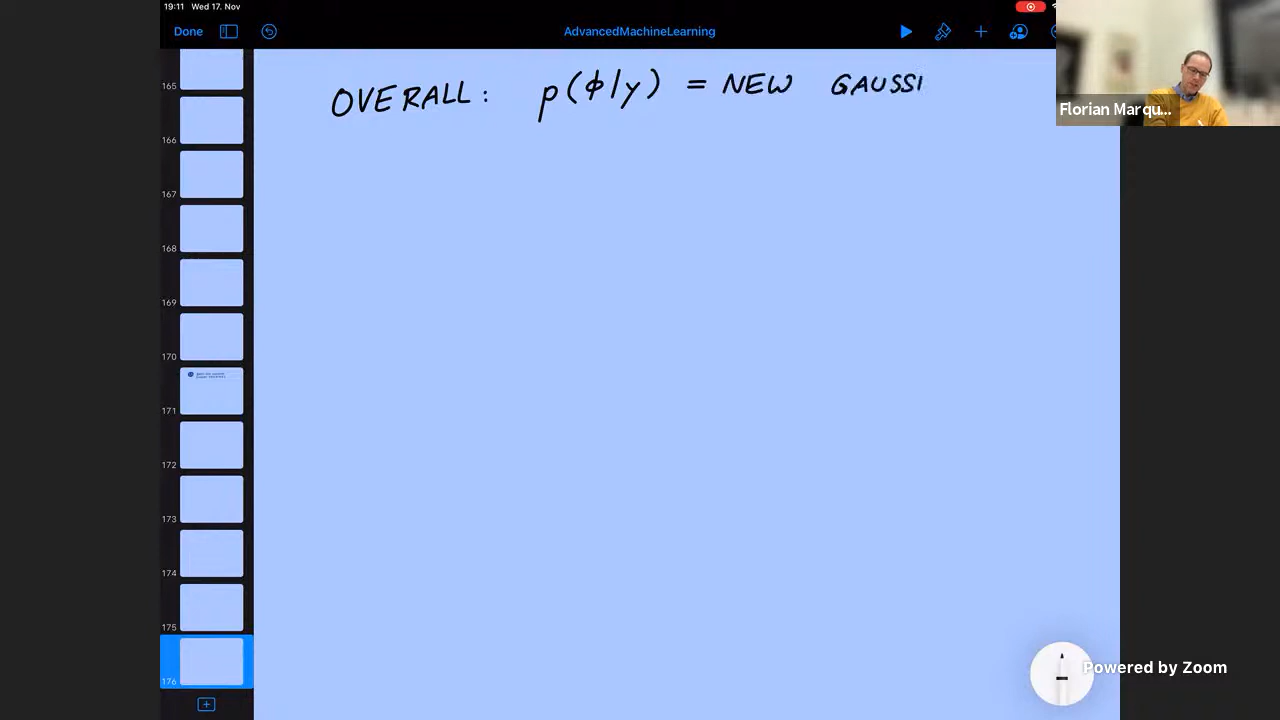 19:11 Wed 17. Nov
Done
AdvancedMachineLearning
OVERALL: p(ϕ|y) = NEW GAUSSI
Florian Marqu...
165
166
167
168
169
170
171
172
173
174
175
176
Powered by Zoom